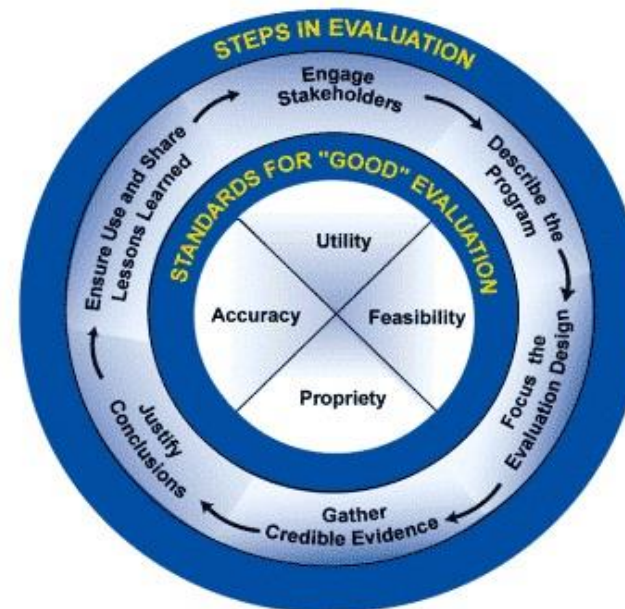 STEPS IN EVALUATION
Engage
Stakeholders
Describe the
Program
Focus the
Evaluation Design
Gather
Credible Evidence
Justify
Conclusions
Ensure Use and Share
Lessons Learned
STANDARDS FOR "GOOD" EVALUATION
Utility
Feasibility
Propriety
Accuracy